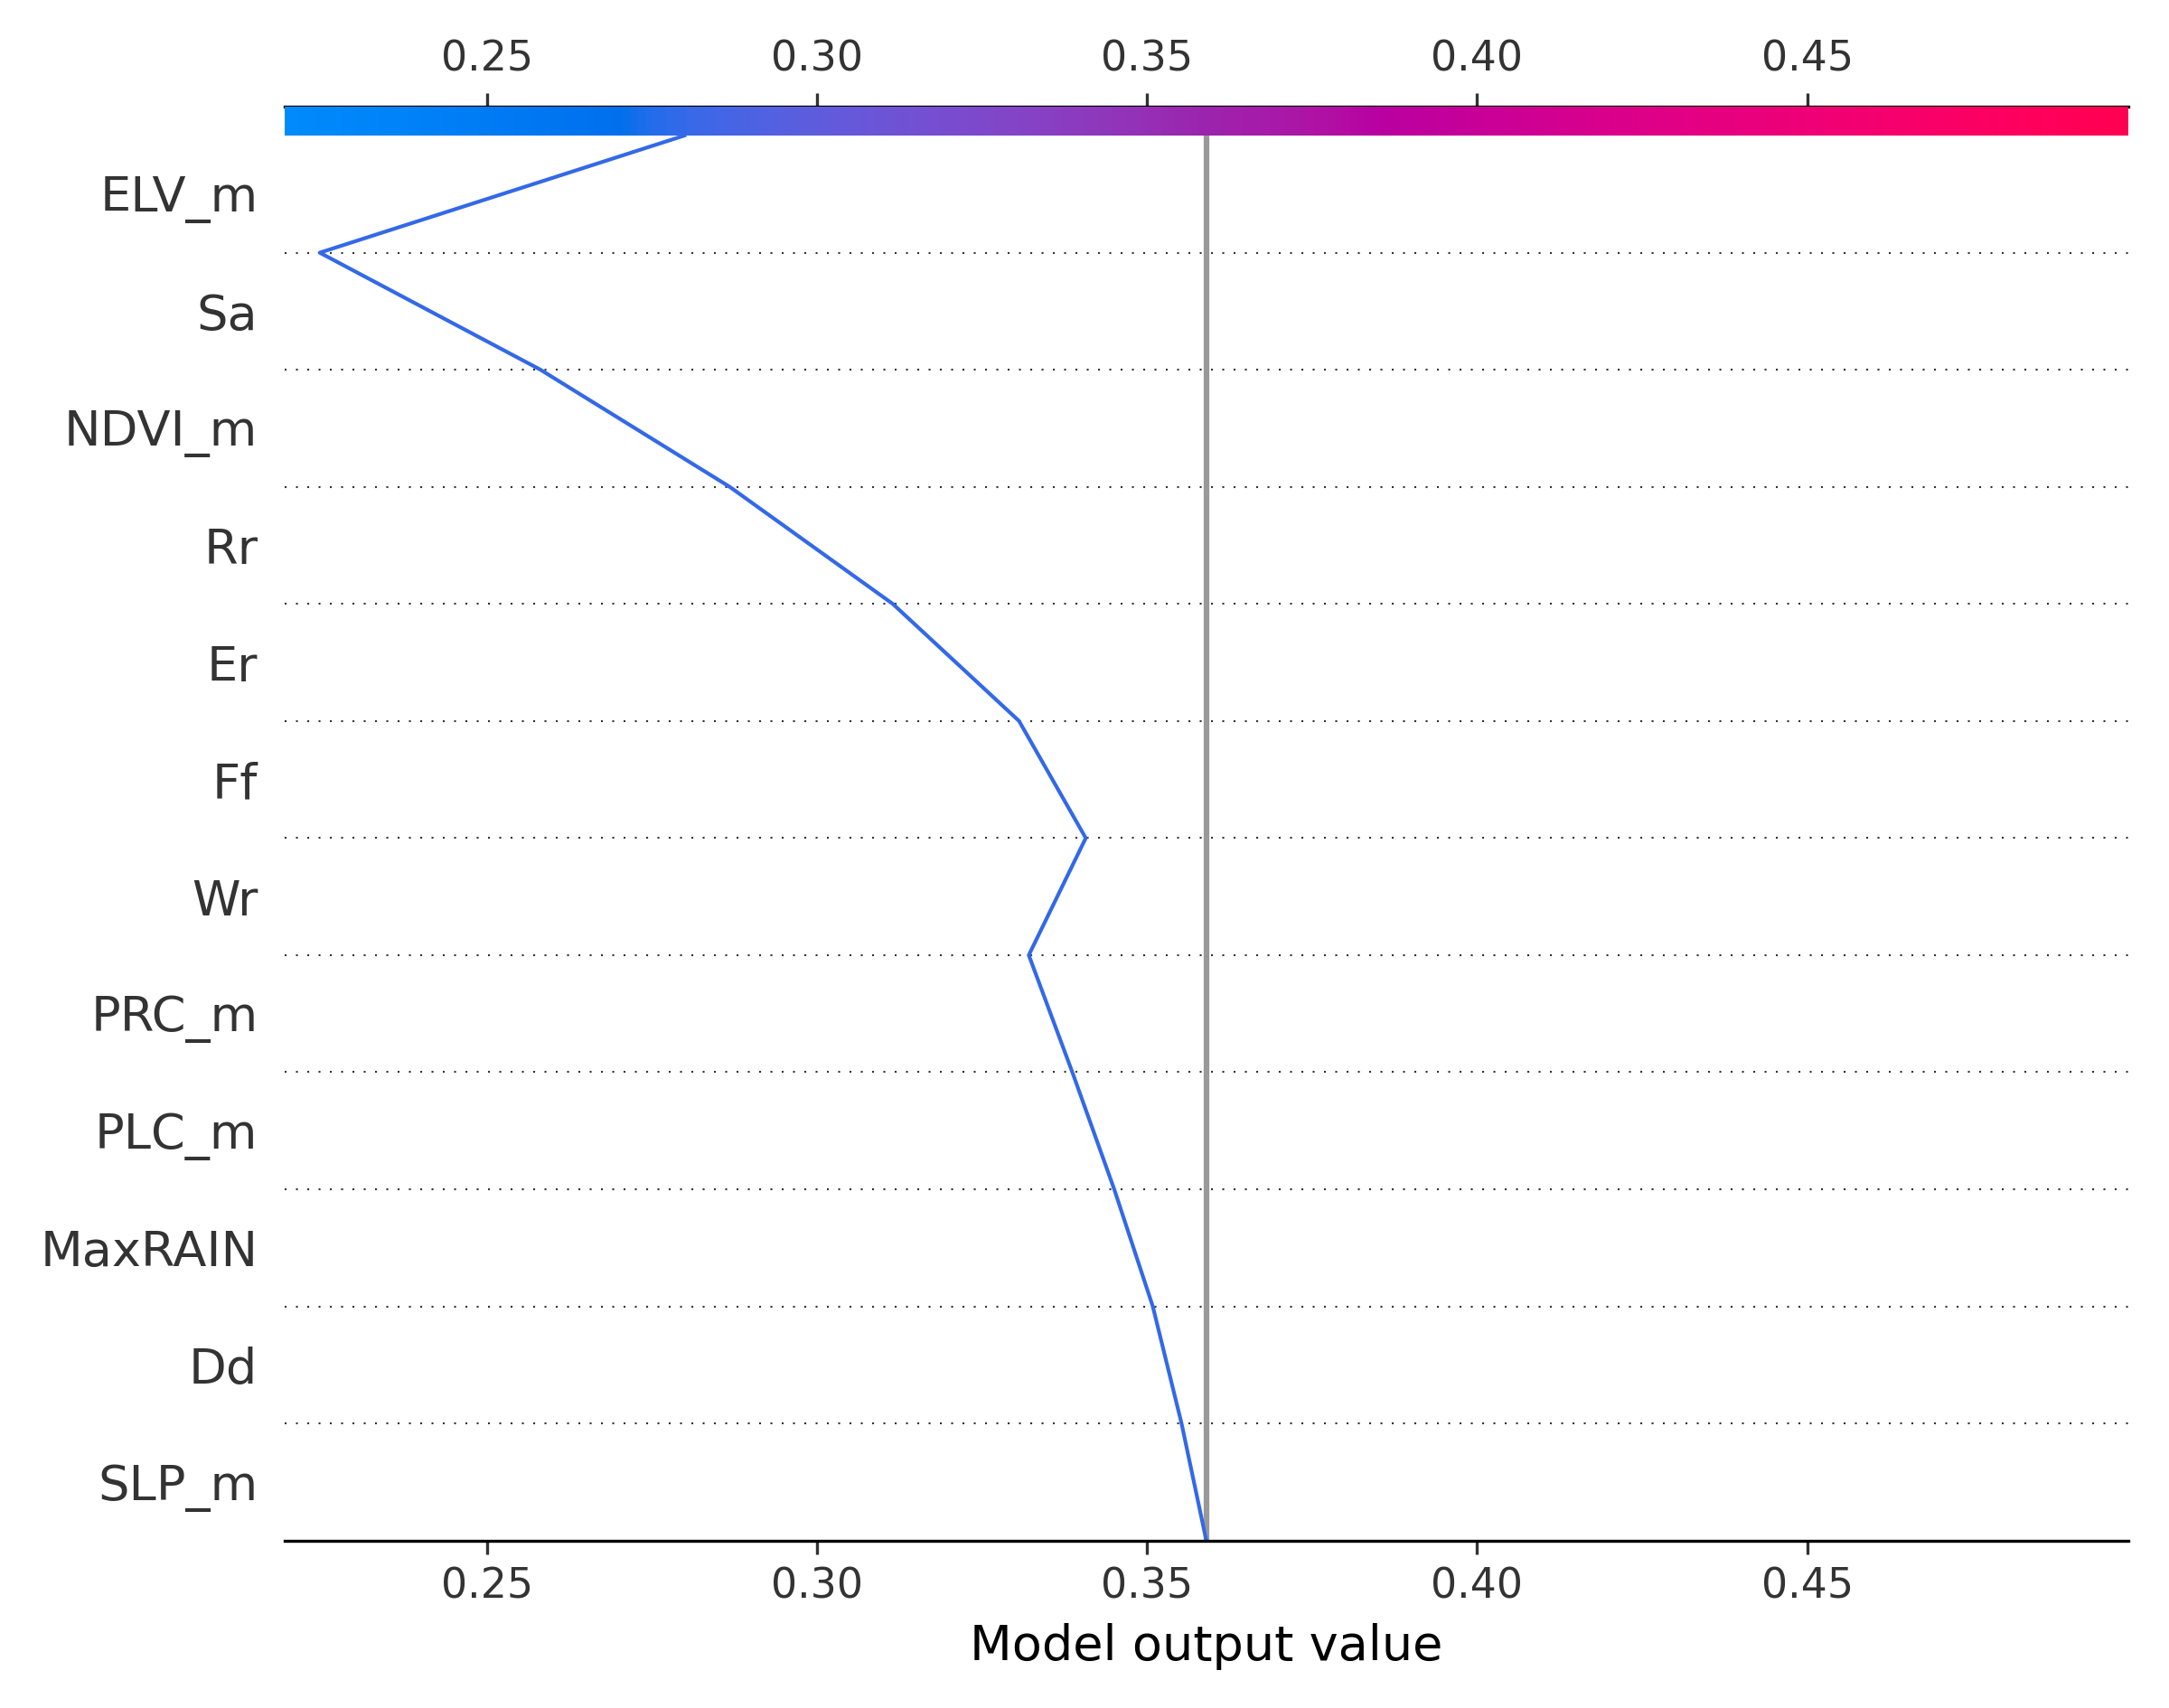 0.25 0.30 0.35 0.40 0.45
ELV_m
Sa
NDVI_m
Rr
Er
Ff
Wr
PRC_m
PLC_m
MaxRAIN
Dd
SLP_m
0.25 0.30 0.35 0.40 0.45
Model output value